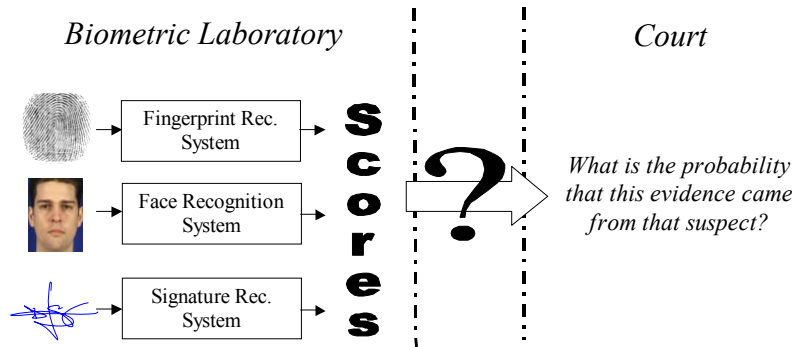 Biometric Laboratory
Court
Fingerprint Rec.
System
Face Recognition
System
Signature Rec.
System
Scores
?
What is the probability
that this evidence came
from that suspect?